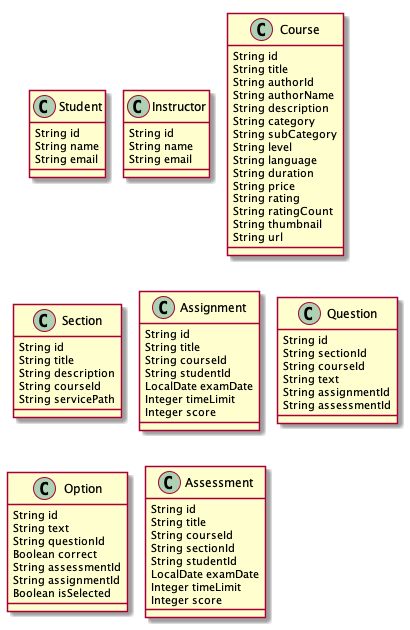 C Student
String id
String name
String email
C Instructor
String id
String name
String email
C Course
String id
String title
String authorId
String authorName
String description
String category
String subCategory
String level
String language
String duration
String price
String rating
String ratingCount
String thumbnail
String url
C Section
String id
String title
String description
String courseId
String servicePath
C Assignment
String id
String title
String courseId
String studentId
LocalDate examDate
Integer timeLimit
Integer score
C Question
String id
String sectionId
String courseId
String text
String assignmentId
String assessmentId
C Option
String id
String text
String questionId
Boolean correct
String assessmentId
String assignmentId
Boolean isSelected
C Assessment
String id
String title
String courseId
String sectionId
String studentId
LocalDate examDate
Integer timeLimit
Integer score